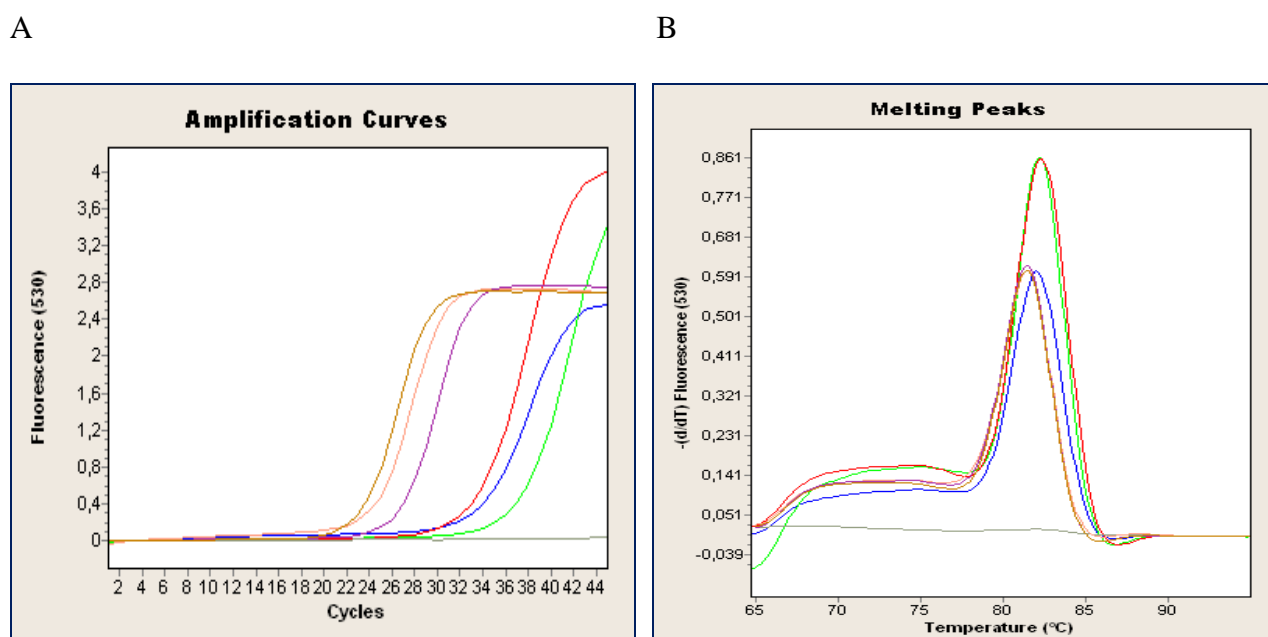 A
B
Amplification Curves
Fluorescence (530)
4
3,6
3,2
2,8
2,4
2
1,6
1,2
0,8
0,4
0
2 4 6 8 10 12 14 16 18 20 22 24 26 28 30 32 34 36 38 40 42 44
Cycles
Melting Peaks
-(d/dT) Fluorescence (530)
0,861
0,771
0,681
0,591
0,501
0,411
0,321
0,231
0,141
0,051
-0,039
65 70 75 80 85 90
Temperature (°C)